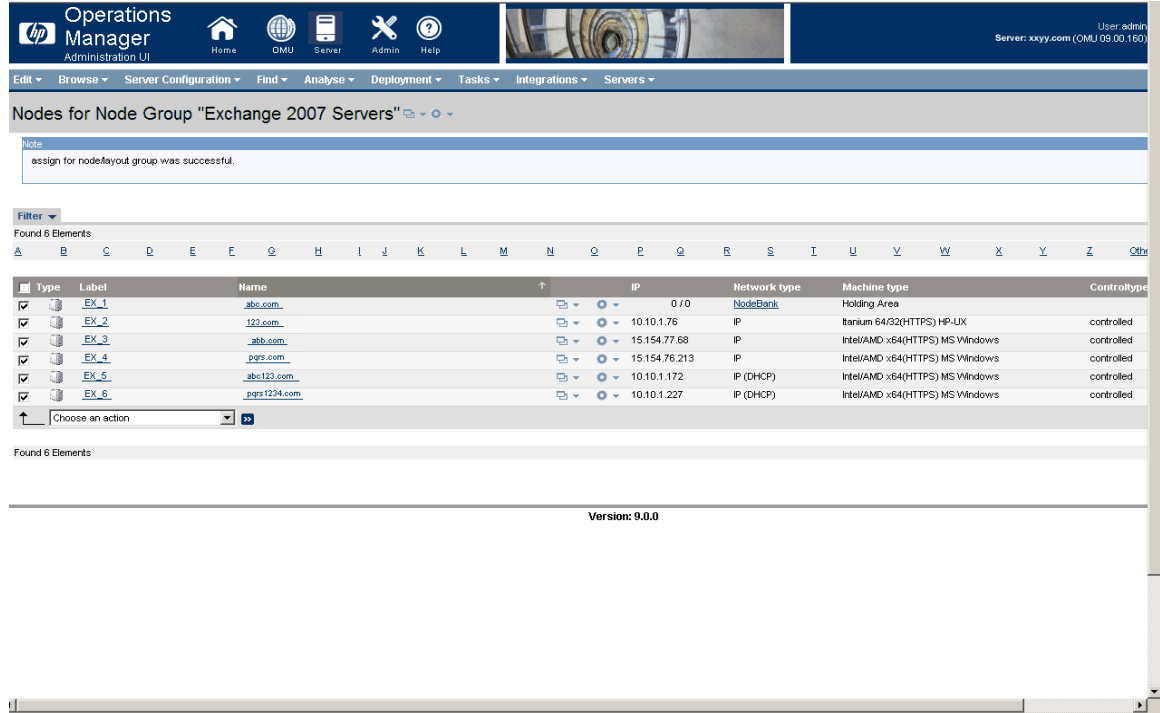 hp Operations Manager
Administration UI
Home OMU Server Admin Help
User:admin
Server: xxyy.com (OMU 09.00.160)
Edit Browse Server Configuration Find Analyse Deployment Tasks Integrations Servers
Nodes for Node Group "Exchange 2007 Servers"
Note
assign for node/layout group was successful.
Filter
Found 6 Elements
A B C D E F G H I J K L M N O P Q R S T U V W X Y Z Othe
Type Label Name IP Network type Machine type Controltype
EX_1 abc.com 0 / 0 NodeBank Holding Area
EX_2 123.com 10.10.1.76 IP Itanium 64/32(HTTPS) HP-UX controlled
EX_3 abb.com 15.154.77.68 IP Intel/AMD x64(HTTPS) MS Windows controlled
EX_4 pqrs.com 15.154.76.213 IP Intel/AMD x64(HTTPS) MS Windows controlled
EX_5 abc123.com 10.10.1.172 IP (DHCP) Intel/AMD x64(HTTPS) MS Windows controlled
EX_6 pqrs1234.com 10.10.1.227 IP (DHCP) Intel/AMD x64(HTTPS) MS Windows controlled
Choose an action
Found 6 Elements
Version: 9.0.0